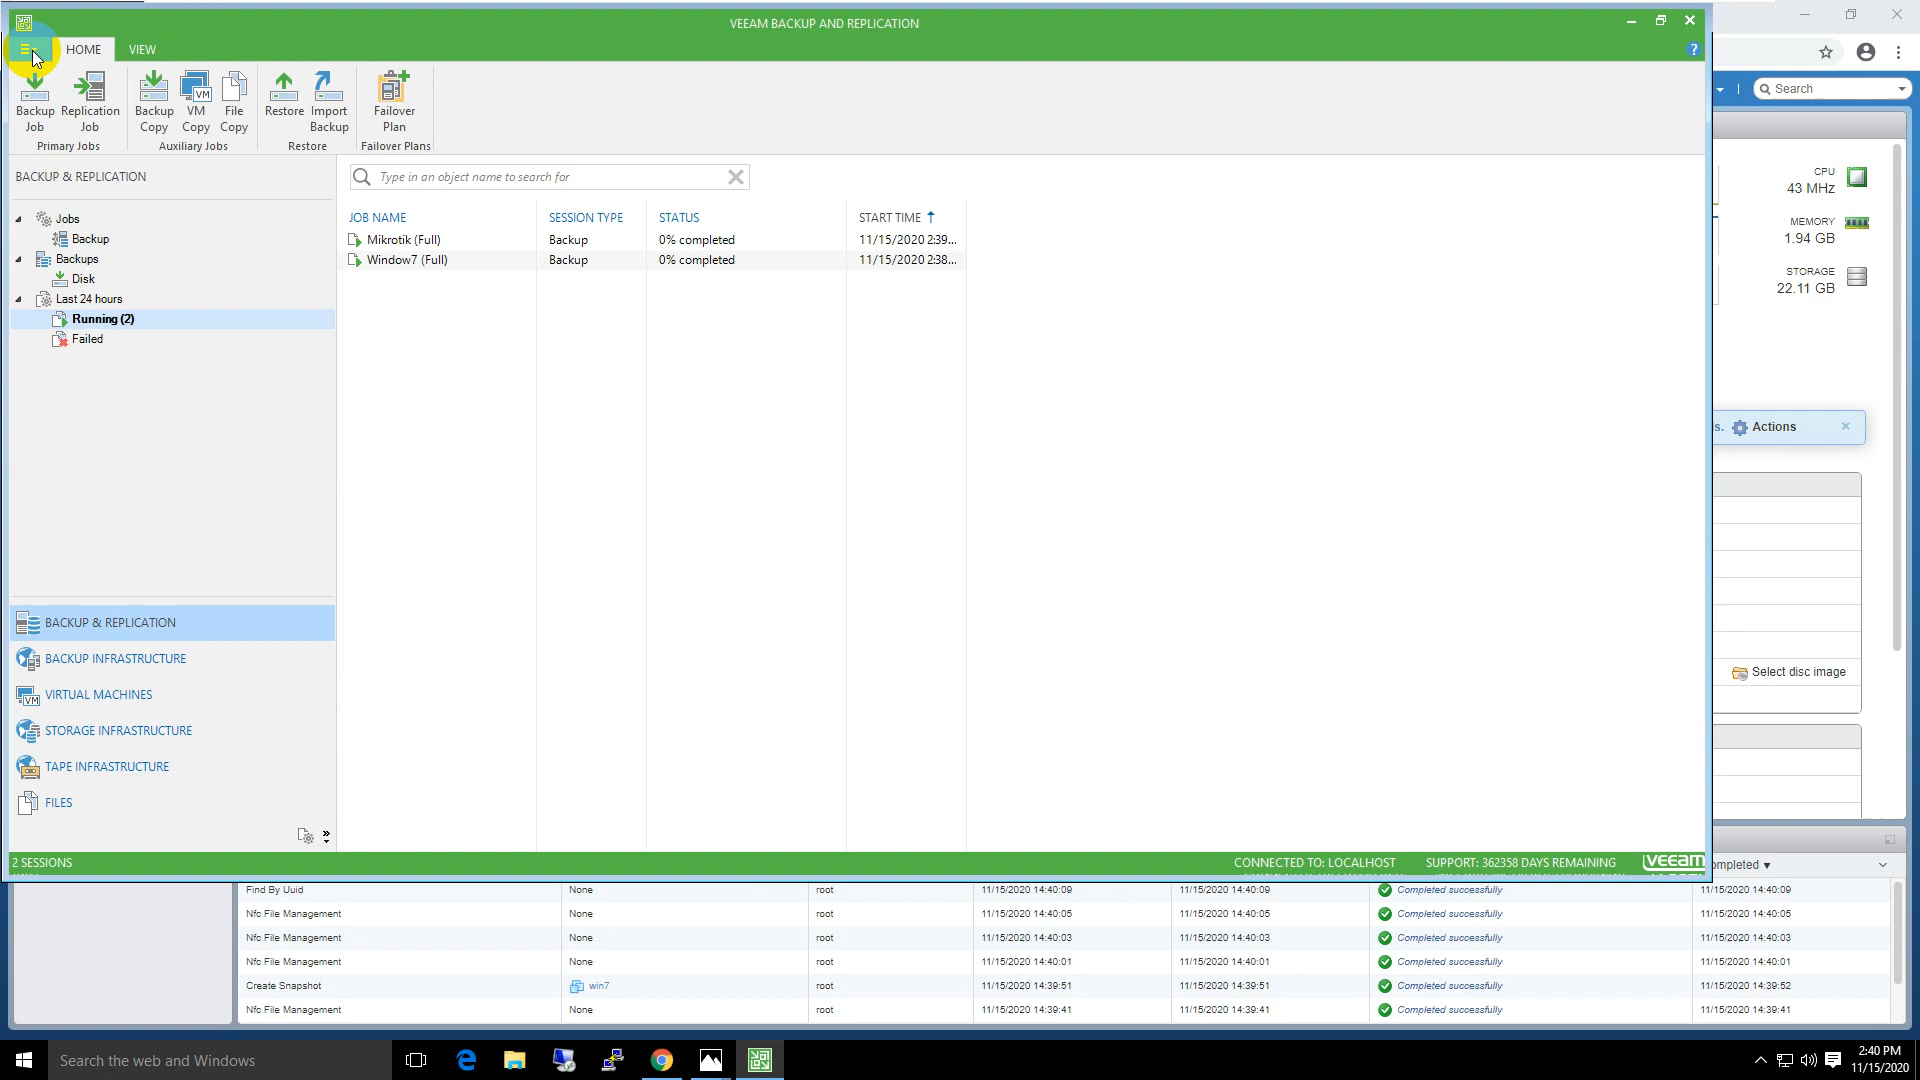 VEEAM BACKUP AND REPLICATION
HOME VIEW
Backup Job
Replication Job
Backup Copy
VM Copy
File Copy
Restore
Import Backup
Failover Plan
Primary Jobs
Auxiliary Jobs
Restore
Failover Plans
BACKUP & REPLICATION
Jobs
Backup
Backups
Disk
Last 24 hours
Running (2)
Failed
Type in an object name to search for
JOB NAME SESSION TYPE STATUS START TIME
Mikrotik (Full) Backup 0% completed 11/15/2020 2:39...
Window7 (Full) Backup 0% completed 11/15/2020 2:38...
BACKUP & REPLICATION
BACKUP INFRASTRUCTURE
VIRTUAL MACHINES
STORAGE INFRASTRUCTURE
TAPE INFRASTRUCTURE
FILES
2 SESSIONS
CONNECTED TO: LOCALHOST SUPPORT: 362358 DAYS REMAINING veeam
Search
CPU
43 MHz
MEMORY
1.94 GB
STORAGE
22.11 GB
s. Actions
Select disc image
ompleted
Find By Uuid None root 11/15/2020 14:40:09 11/15/2020 14:40:09 Completed successfully 11/15/2020 14:40:09
Nfc File Management None root 11/15/2020 14:40:05 11/15/2020 14:40:05 Completed successfully 11/15/2020 14:40:05
Nfc File Management None root 11/15/2020 14:40:03 11/15/2020 14:40:03 Completed successfully 11/15/2020 14:40:03
Nfc File Management None root 11/15/2020 14:40:01 11/15/2020 14:40:01 Completed successfully 11/15/2020 14:40:01
Create Snapshot win7 root 11/15/2020 14:39:51 11/15/2020 14:39:51 Completed successfully 11/15/2020 14:39:52
Nfc File Management None root 11/15/2020 14:39:41 11/15/2020 14:39:41 Completed successfully 11/15/2020 14:39:41
Search the web and Windows
2:40 PM
11/15/2020